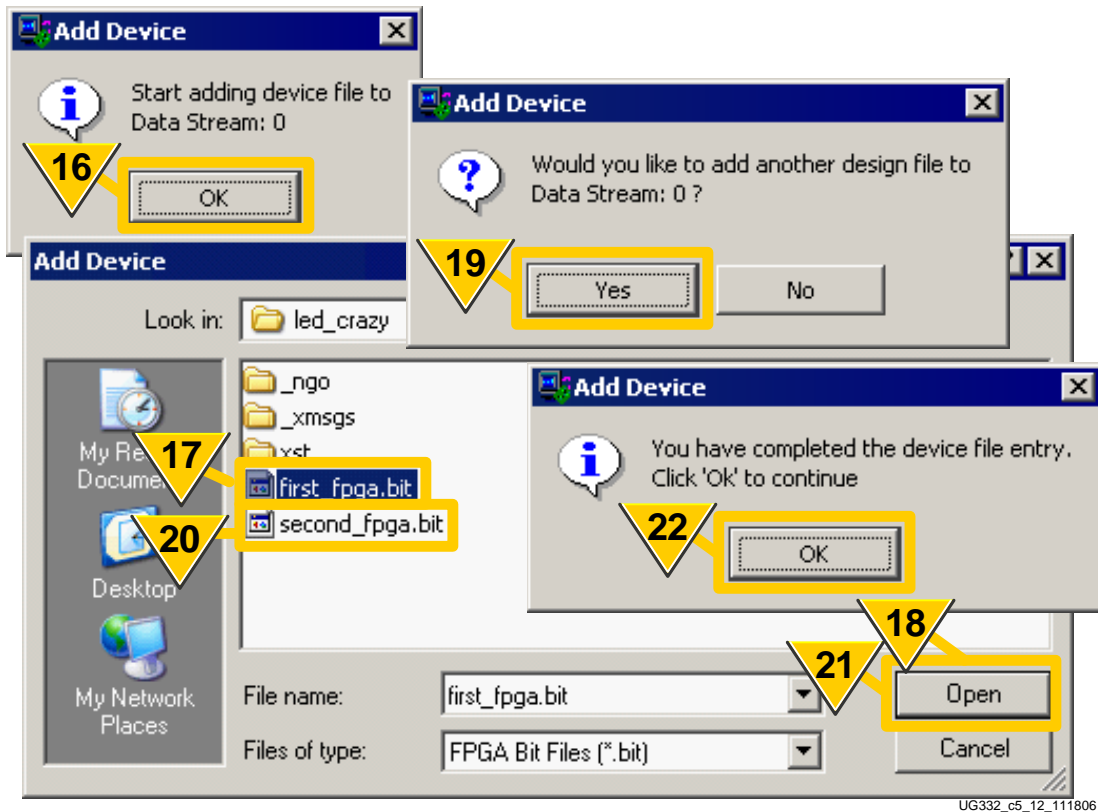 Add Device
Start adding device file to
Data Stream: 0
16
OK
Add Device
Would you like to add another design file to
Data Stream: 0 ?
19
Yes
No
Add Device
Look in:
led_crazy
_ngo
_xmsgs
xst
17
first_fpga.bit
20
second_fpga.bit
My Re
Docume
Desktop
My Network
Places
Add Device
You have completed the device file entry.
Click 'Ok' to continue
22
OK
18
21
File name:
first_fpga.bit
Open
Files of type:
FPGA Bit Files (*.bit)
Cancel
UG332_c5_12_111806